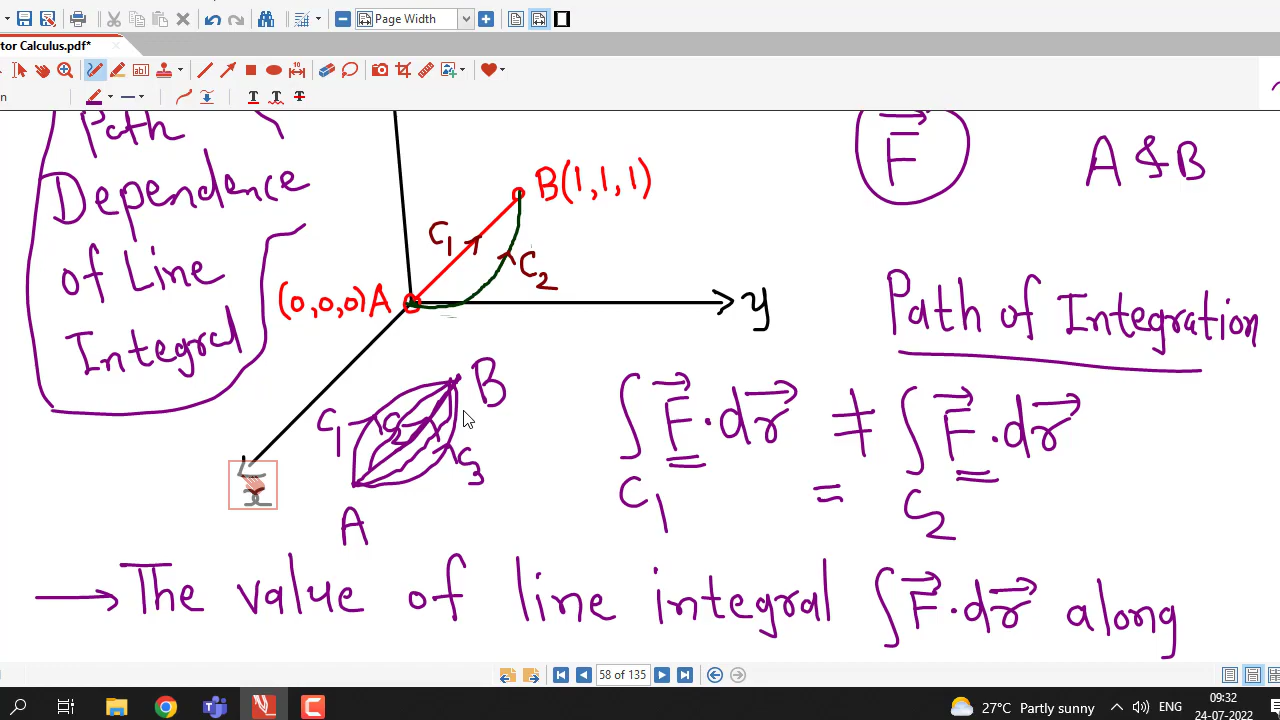 Page Width
tor Calculus.pdf*
n
Path
Dependence
of Line
Integral
B(1,1,1)
C1
C2
(0,0,0)A
y
x
F
A & B
Path of Integration
B
C1
C2
C3
A
∫ F · dr ≠ ∫ F · dr
C1 = C2
→ The value of line integral ∫ F · dr along
58 of 135
27°C Partly sunny
ENG
09:32
24-07-2022